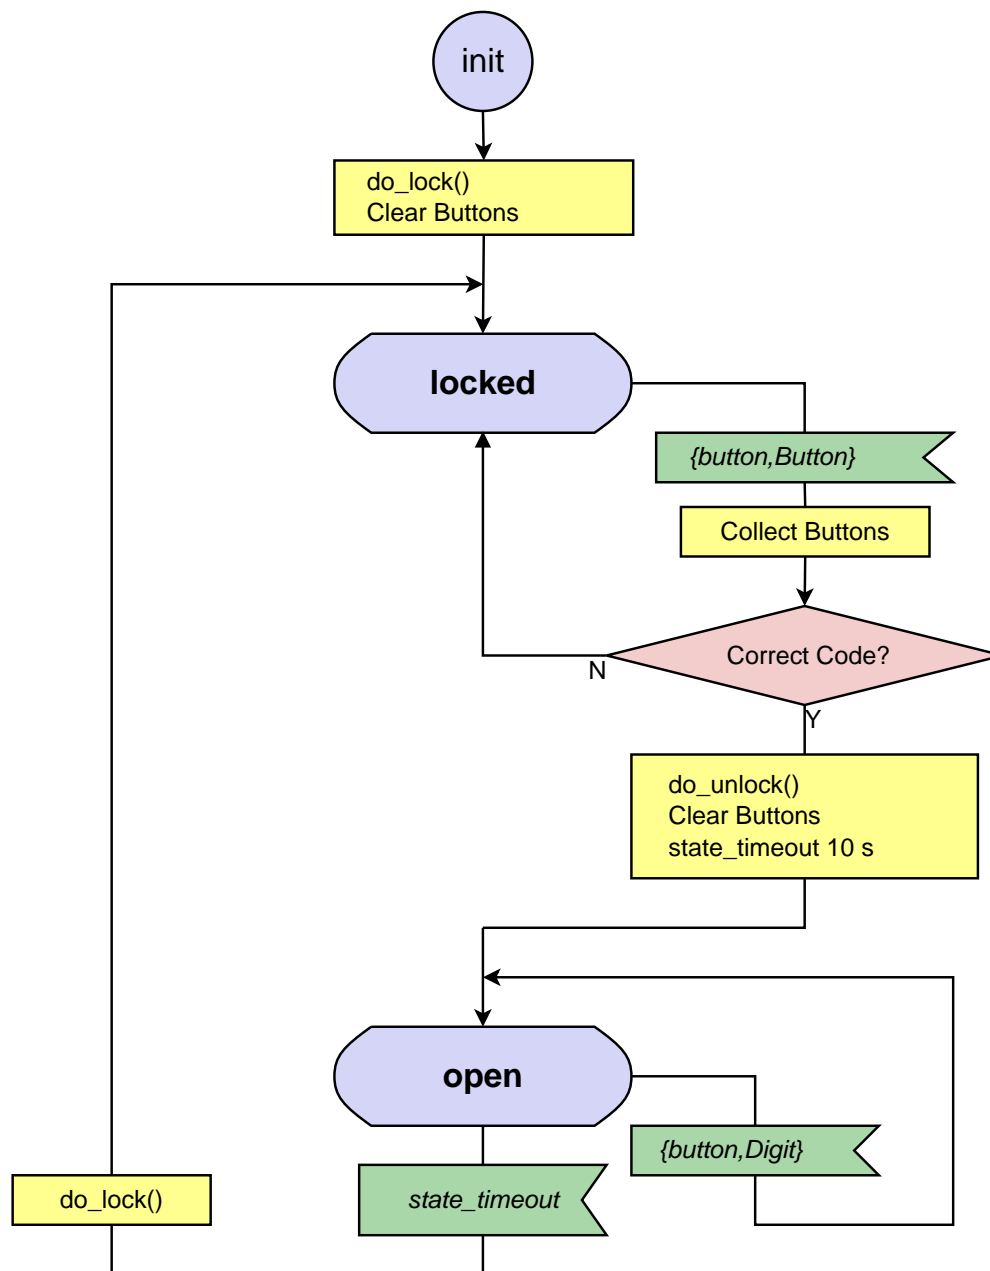 init
do_lock()
Clear Buttons
locked
{button,Button}
Collect Buttons
Correct Code?
N
Y
do_unlock()
Clear Buttons
state_timeout 10 s
open
{button,Digit}
do_lock()
state_timeout